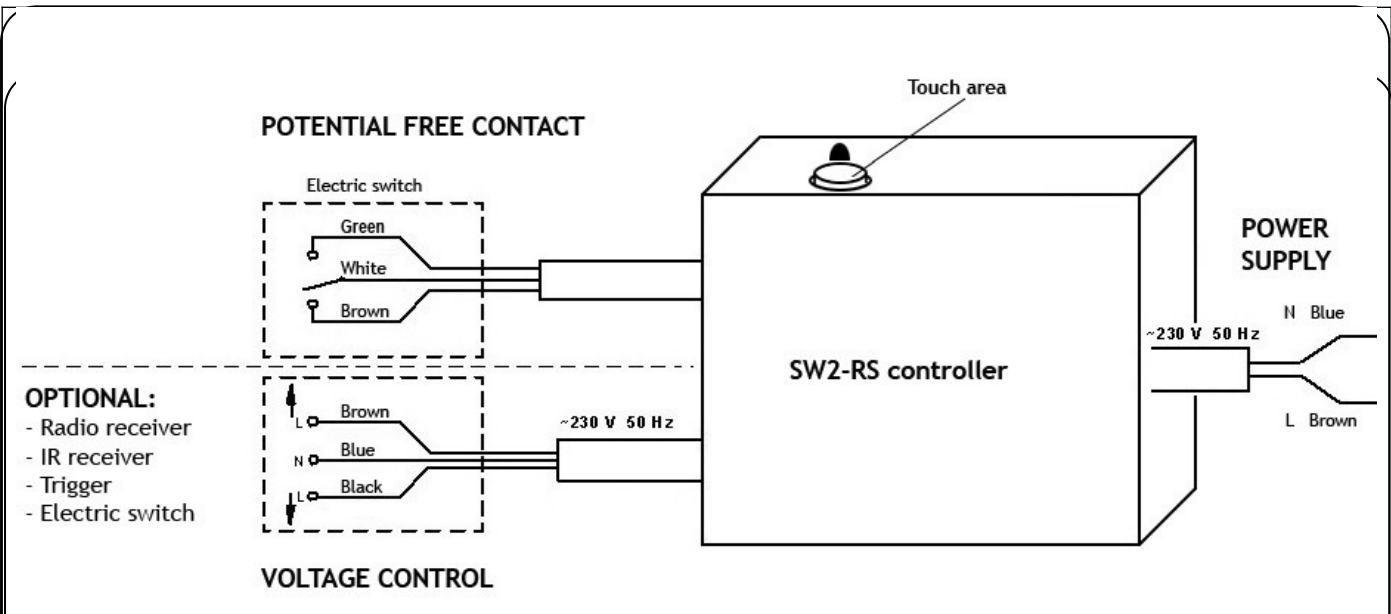 Touch area
POTENTIAL FREE CONTACT
Electric switch
Green
White
Brown
POWER
SUPPLY
N Blue
~230 V 50 Hz
L Brown
SW2-RS controller
OPTIONAL:
- Radio receiver
- IR receiver
- Trigger
- Electric switch
L Brown
N Blue
L Black
~230 V 50 Hz
VOLTAGE CONTROL